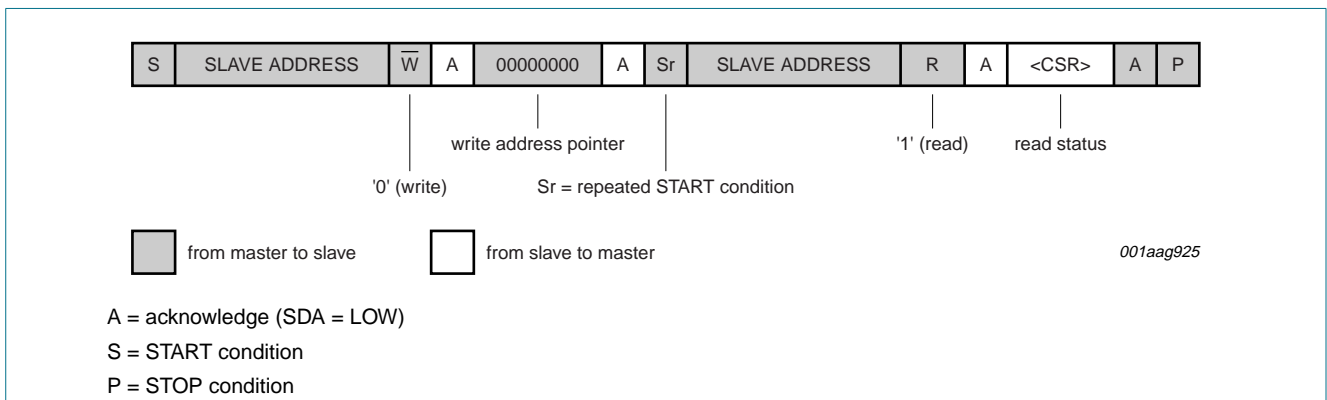 S SLAVE ADDRESS W̅ A 00000000 A Sr SLAVE ADDRESS R A <CSR> A P
write address pointer '1' (read) read status
'0' (write) Sr = repeated START condition
from master to slave from slave to master 001aag925
A = acknowledge (SDA = LOW)
S = START condition
P = STOP condition